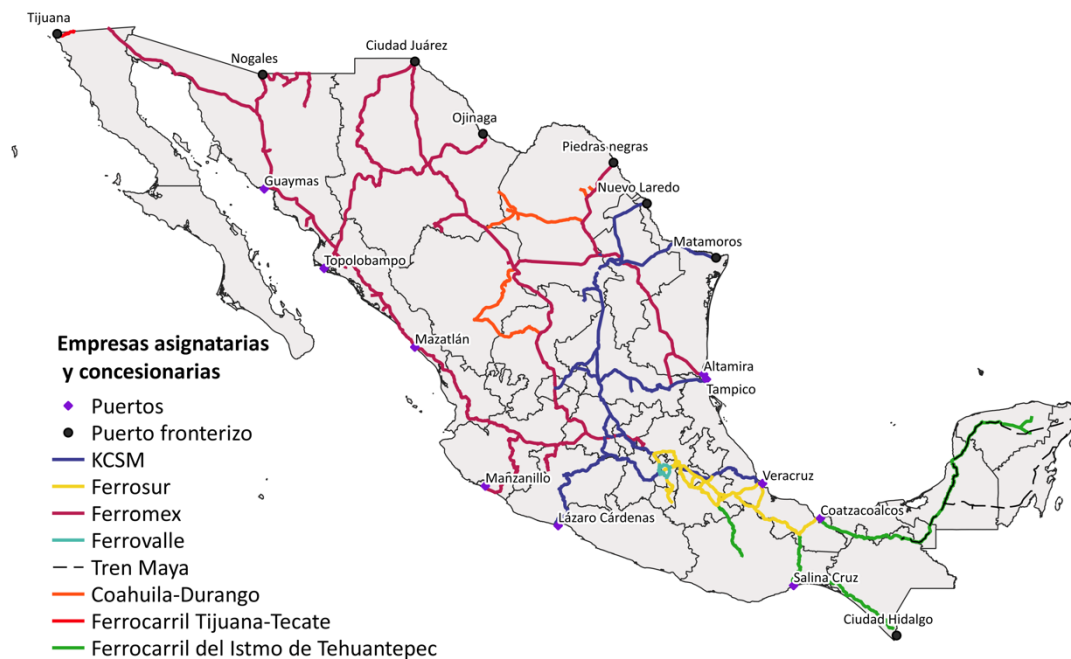 Tijuana
Nogales
Ciudad Juárez
Ojinaga
Piedras negras
Nuevo Laredo
Guaymas
Matamoros
Topolobampo
Mazatlán
Altamira
Tampico
Manzanillo
Lázaro Cárdenas
Veracruz
Coatzacoalcos
Salina Cruz
Ciudad Hidalgo
Empresas asignatarias
y concesionarias
Puertos
Puerto fronterizo
KCSM
Ferrosur
Ferromex
Ferrovalle
Tren Maya
Coahuila-Durango
Ferrocarril Tijuana-Tecate
Ferrocarril del Istmo de Tehuantepec